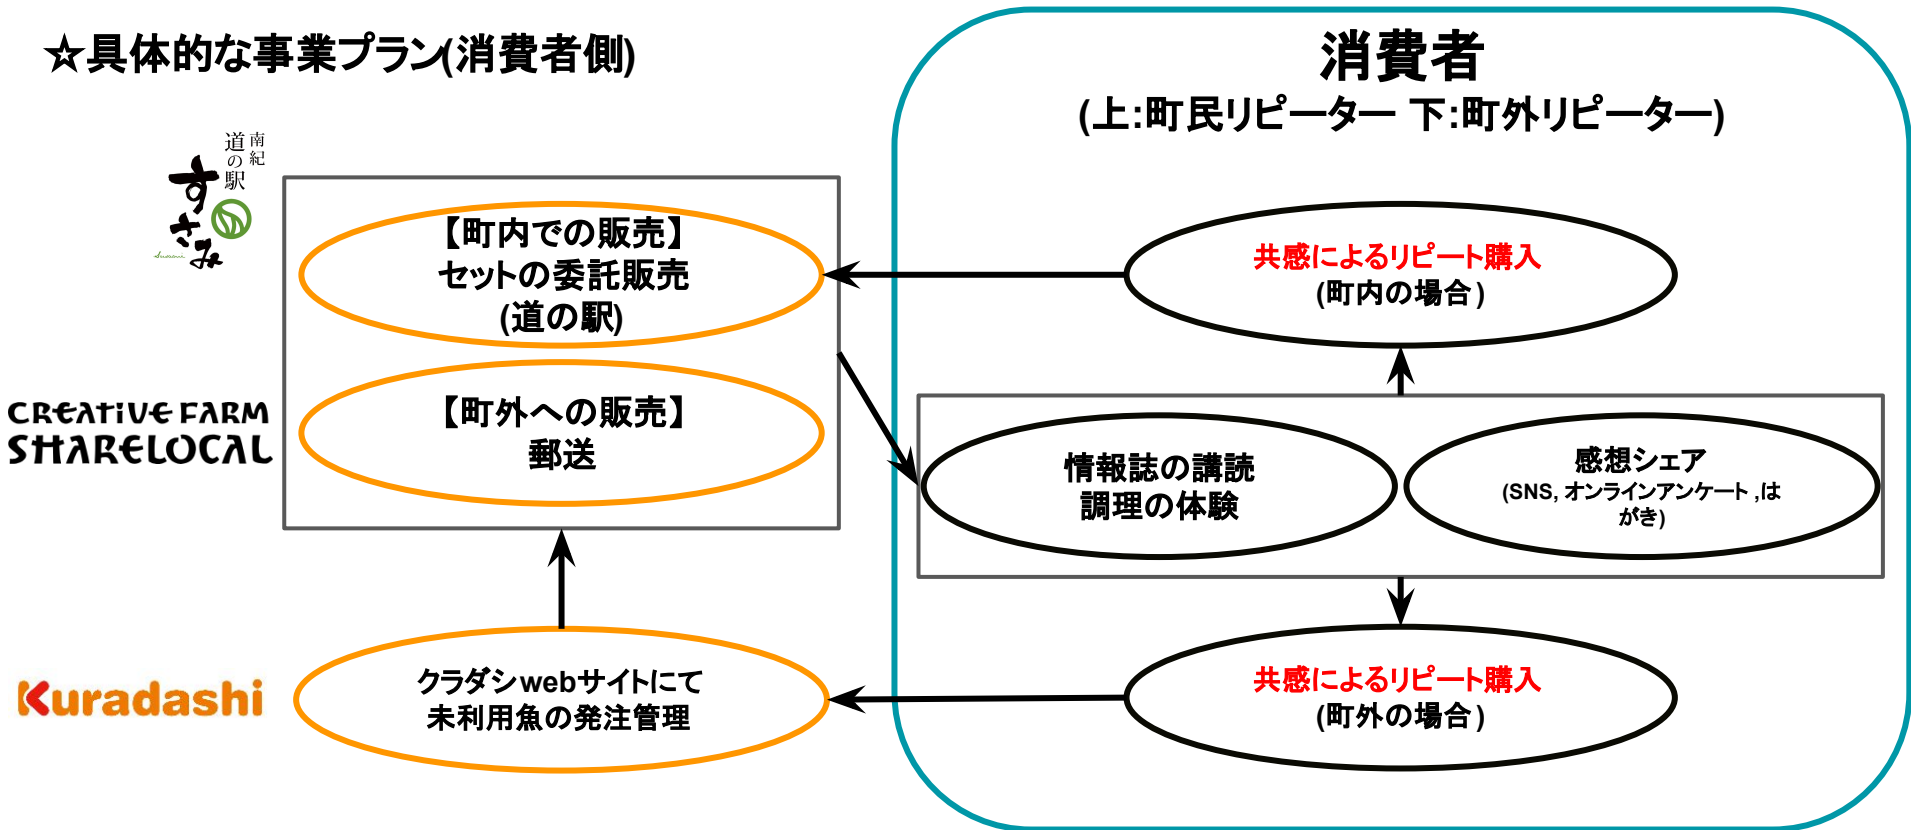 ☆具体的な事業プラン(消費者側)
消費者
(上:町民リピーター 下:町外リピーター)
南紀
道の駅
すさみ
Susami
【町内での販売】
セットの委託販売
(道の駅)
共感によるリピート購入
(町内の場合)
CREATIVE FARM
SHARELOCAL
【町外への販売】
郵送
情報誌の講読
調理の体験
感想シェア
(SNS, オンラインアンケート ,は
がき)
Kuradashi
クラダシwebサイトにて
未利用魚の発注管理
共感によるリピート購入
(町外の場合)